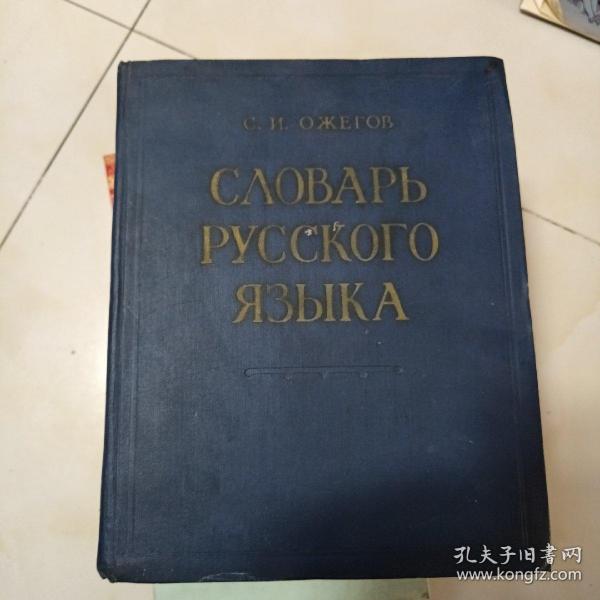 С. И. ОЖЕГОВ
СЛОВАРЬ
РУССКОГО
ЯЗЫКА
孔夫子旧书网
www.kongfz.com